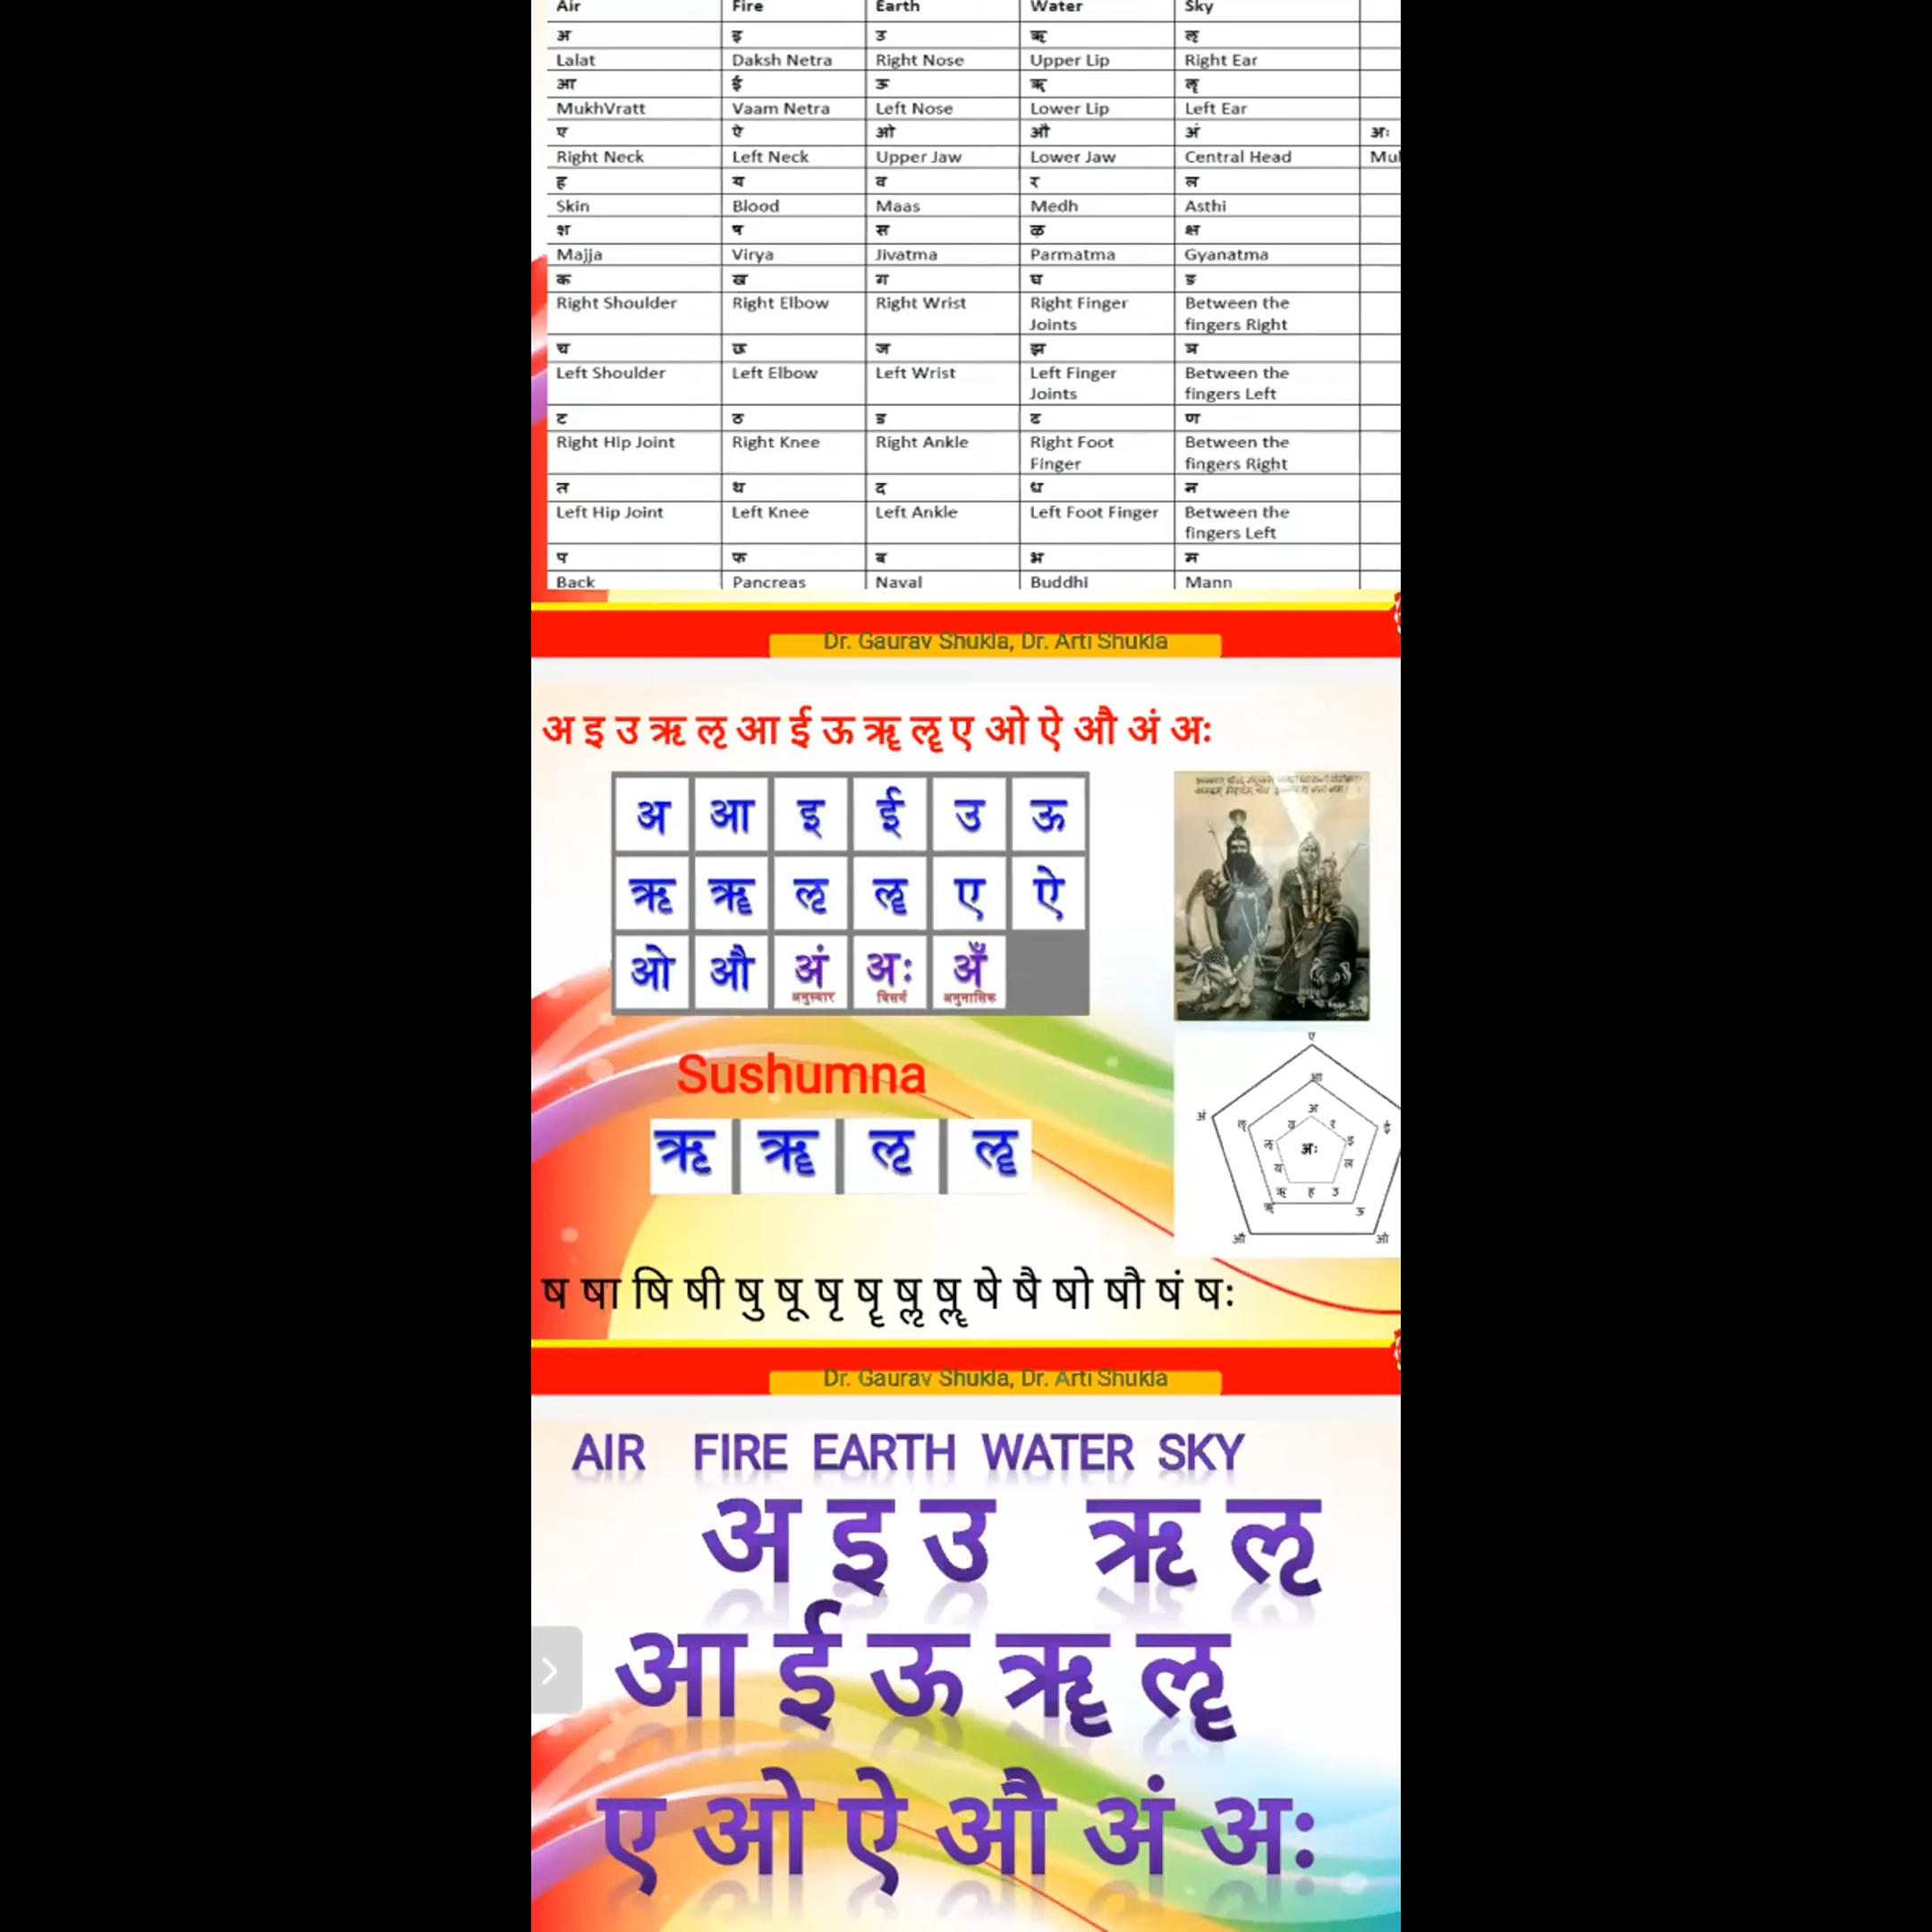 Air Fire Earth Water Sky
अ इ उ ऋ ऌ
Lalat Daksh Netra Right Nose Upper Lip Right Ear
आ ई ऊ ॠ ॡ
MukhVratt Vaam Netra Left Nose Lower Lip Left Ear
ए ऐ ओ औ अं अः
Right Neck Left Neck Upper Jaw Lower Jaw Central Head
ह य व र ल
Skin Blood Maas Medh Asthi
श ष स ळ क्ष
Majja Virya Jivatma Parmatma Gyanatma
क ख ग घ ङ
Right Shoulder Right Elbow Right Wrist Right Finger Joints Between the fingers Right
च छ ज झ ञ
Left Shoulder Left Elbow Left Wrist Left Finger Joints Between the fingers Left
ट ठ ड ढ ण
Right Hip Joint Right Knee Right Ankle Right Foot Finger Between the fingers Right
त थ द ध न
Left Hip Joint Left Knee Left Ankle Left Foot Finger Between the fingers Left
प फ ब भ म
Back Pancreas Naval Buddhi Mann
Dr. Gaurav Shukla, Dr. Arti Shukla
अ इ उ ऋ ऌ आ ई ऊ ॠ ॡ ए ओ ऐ औ अं अः
अ आ इ ई उ ऊ
ऋ ॠ ऌ ॡ ए ऐ
ओ औ अं अः अँ
अनुस्वार विसर्ग अनुनासिक
Sushumna
ऋ ॠ ऌ ॡ
ए
आ
अं अ ई
ॡ व र
ऌ अः इ
य ल
ऋ ह उ
ॠ ऊ
औ ओ
ष षा षि षी षु षू षृ षॄ षॢ षॣ षे षै षो षौ षं षः
Dr. Gaurav Shukla, Dr. Arti Shukla
AIR FIRE EARTH WATER SKY
अ इ उ ऋ ऌ
आ ई ऊ ॠ ॡ
ए ओ ऐ औ अं अः